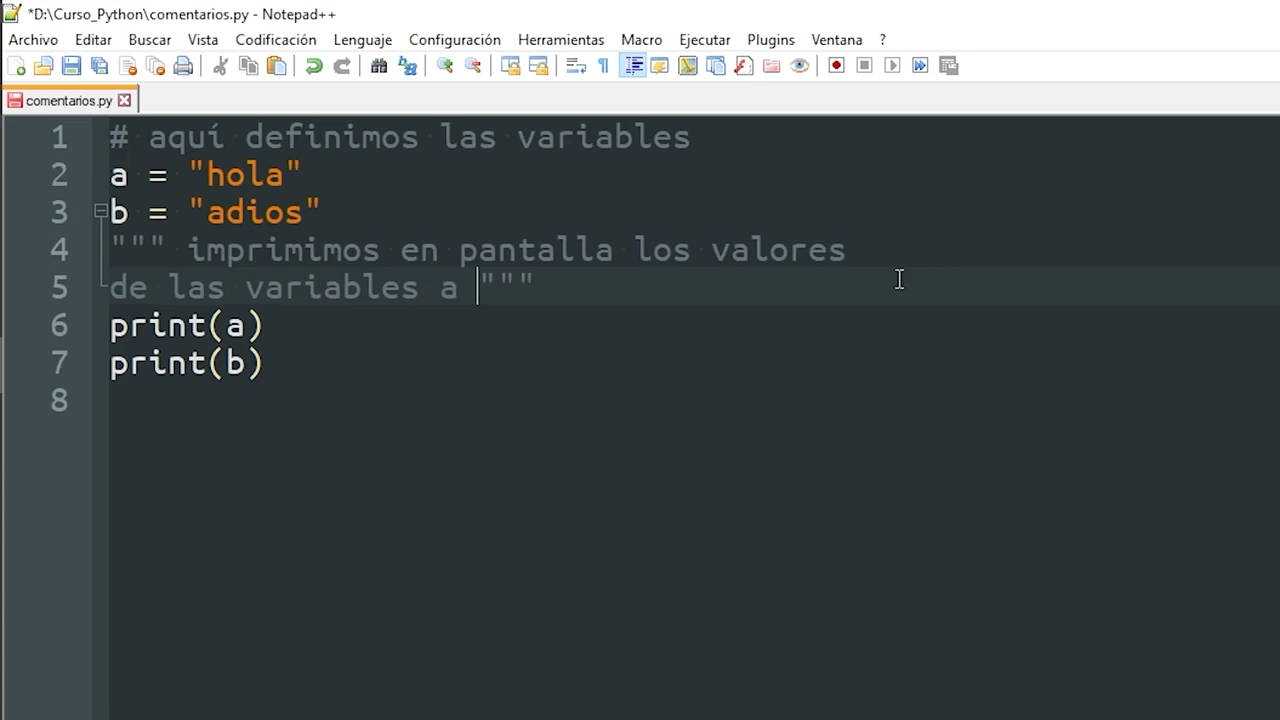 *D:\Curso_Python\comentarios.py - Notepad++
Archivo Editar Buscar Vista Codificación Lenguaje Configuración Herramientas Macro Ejecutar Plugins Ventana ?
comentarios.py
1 # aquí definimos las variables
2 a = "hola"
3 b = "adios"
4 """ imprimimos en pantalla los valores
5 de las variables a """
6 print(a)
7 print(b)
8